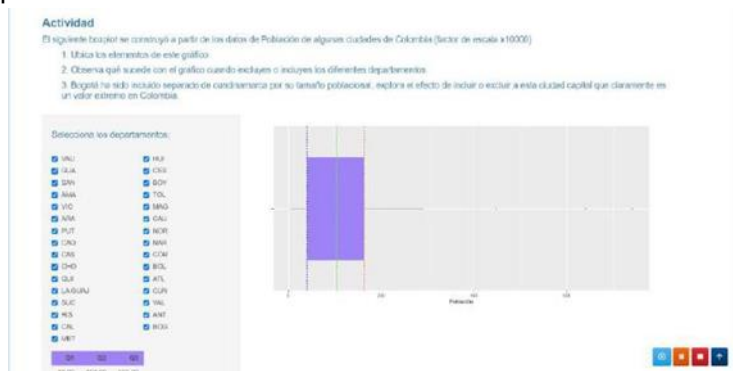 Actividad
El siguiente boxplot se construyó a partir de los datos de Población de algunas ciudades de Colombia (factor de escala x10000)
1. Ubica los elementos de este gráfico
2. Observa qué sucede con el gráfico cuando excluyes o incluyes los diferentes departamentos
3. Bogotá ha sido incluido separado de cundinamarca por su tamaño poblacional, explora el efecto de incluir o excluir a esta ciudad capital que claramente es
un valor extremo en Colombia.
Selecciona los departamentos:
VAU HUI
GUA CES
SAN BOY
AMA TOL
VIC MAG
ARA CAU
PUT NOR
CAQ NAR
CAS COR
CHO BOL
QUI ATL
LA GUAJ CUN
SUC VAL
RIS ANT
CAL BOG
MET
Q1 Q2 Q3
0
Población